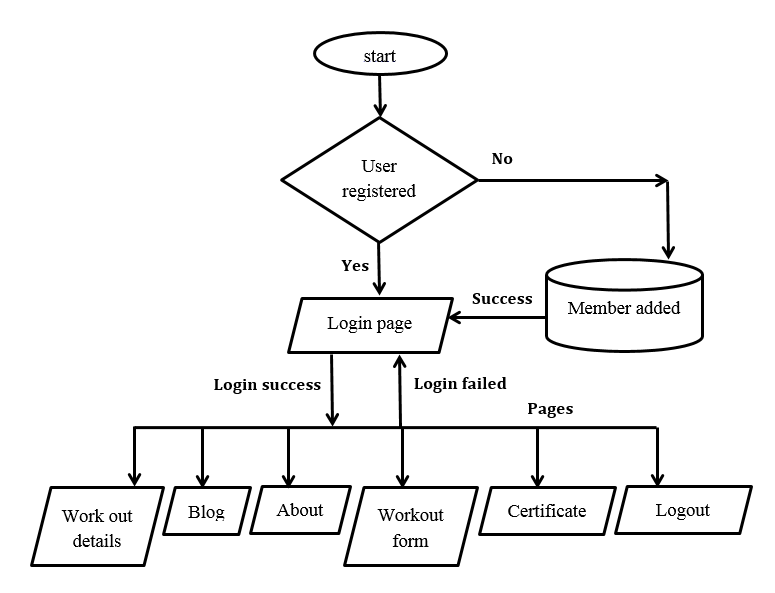 start
User
registered
No
Yes
Success
Member added
Login page
Login success
Login failed
Pages
Work out
details
Blog
About
Workout
form
Certificate
Logout